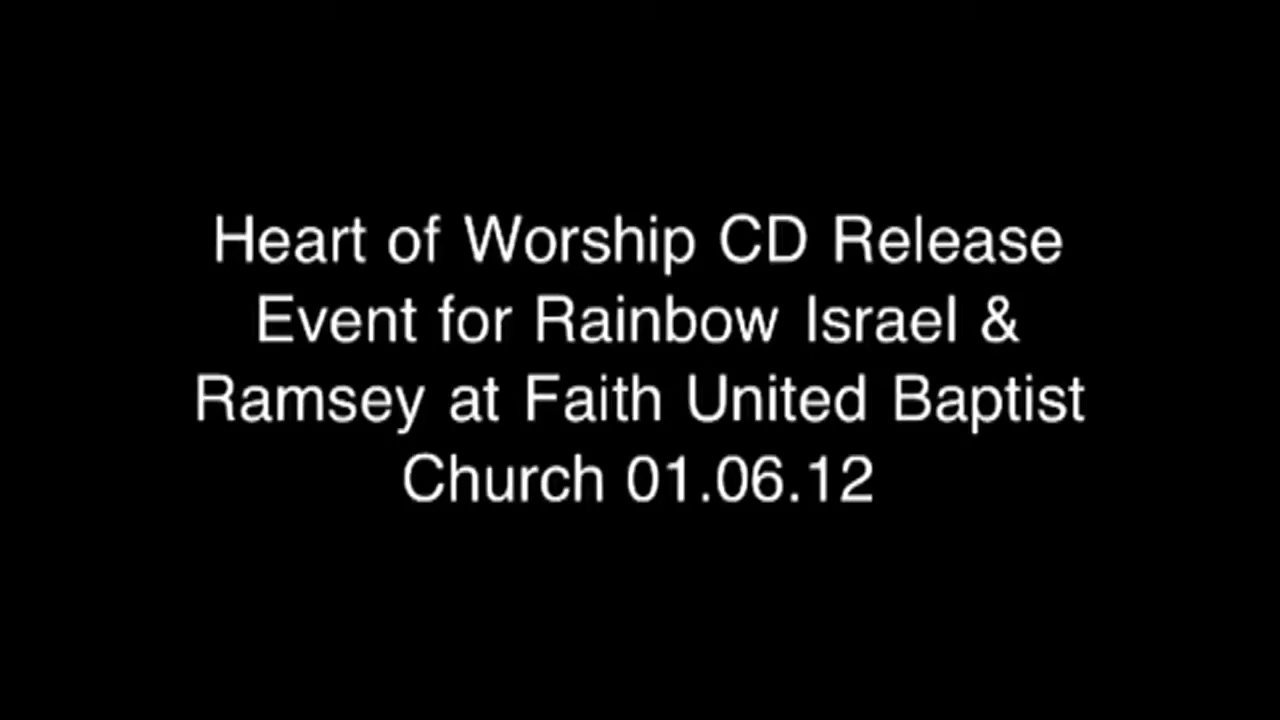 Heart of Worship CD Release
Event for Rainbow Israel &
Ramsey at Faith United Baptist
Church 01.06.12